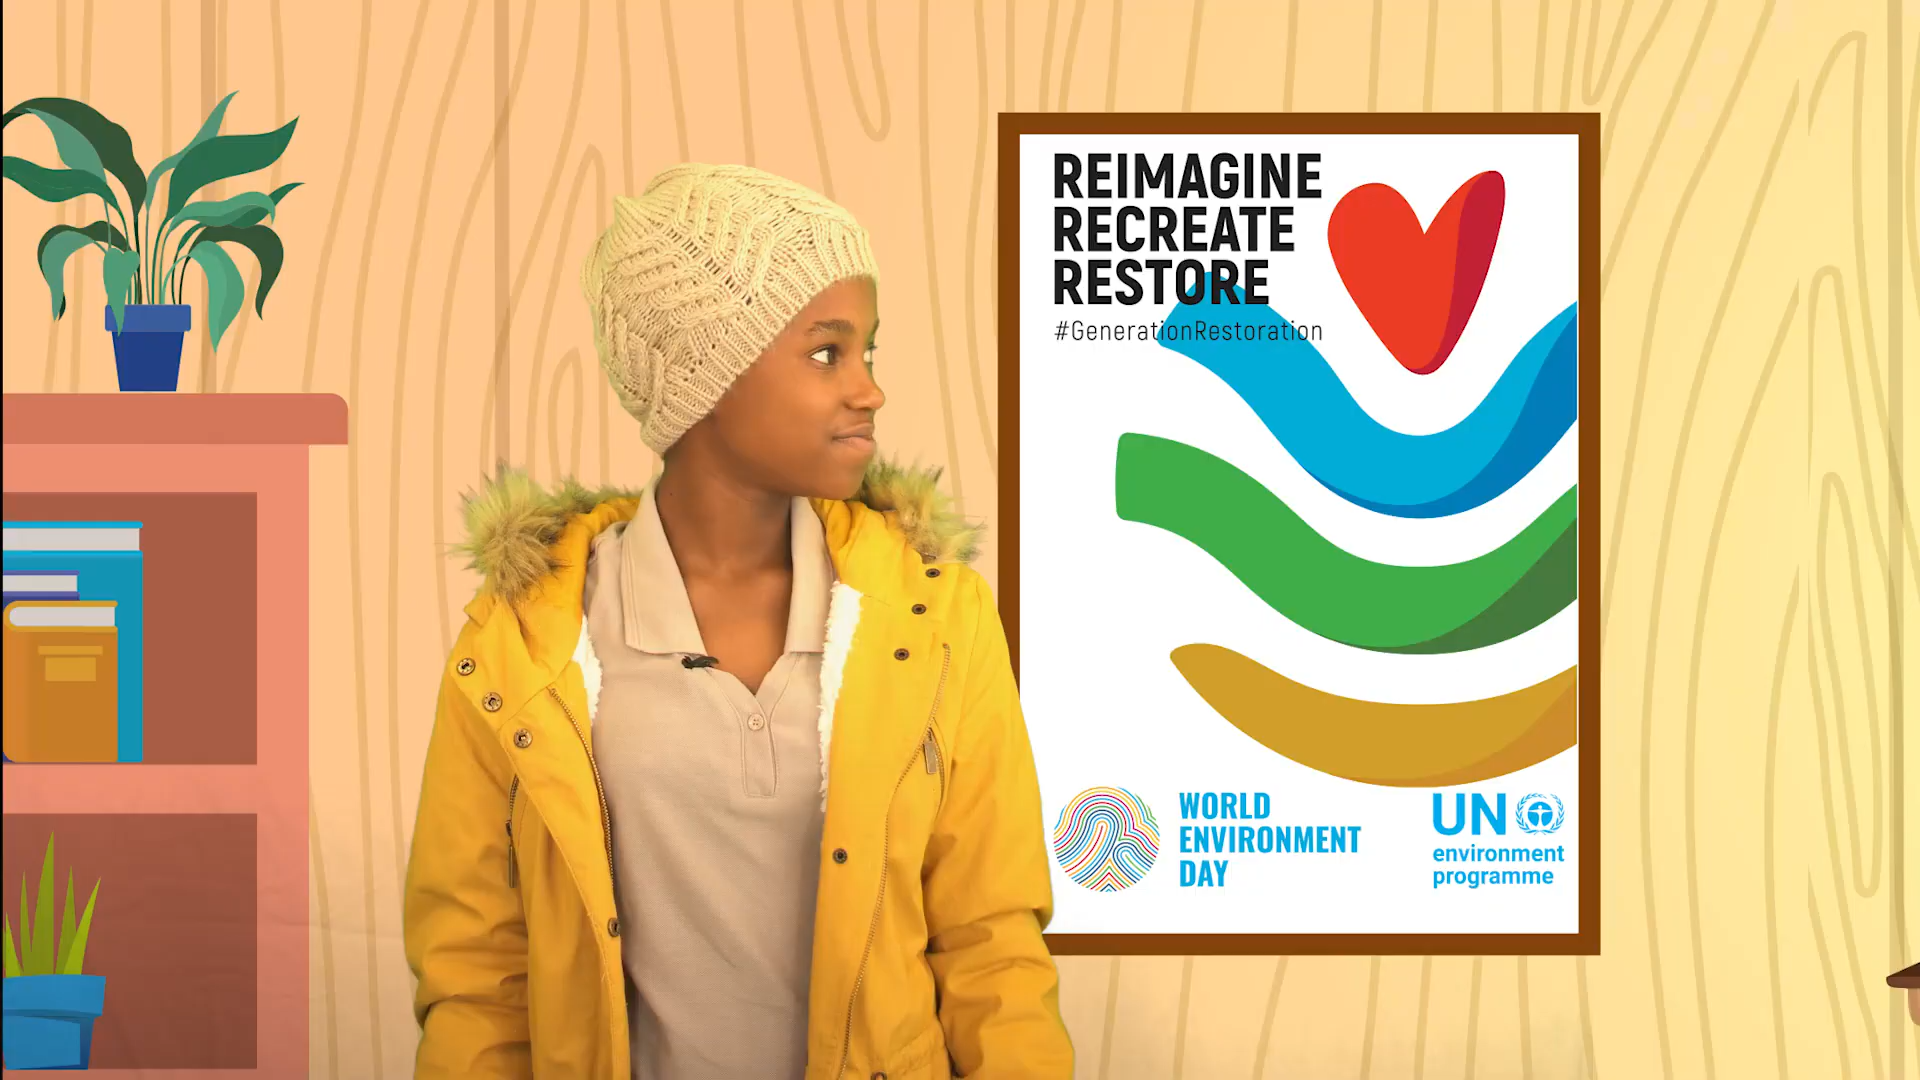 REIMAGINE
RECREATE
RESTORE
#GenerationRestoration
WORLD
ENVIRONMENT
DAY
UN
environment
programme